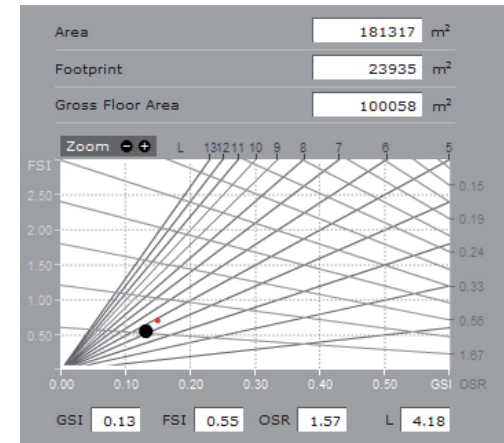 Area 181317 m²
Footprint 23935 m²
Gross Floor Area 100058 m²
Zoom L 13 12 11 10 9 8 7 6 5
FSI
0.15
2.50
0.19
2.00
0.24
1.50
0.33
1.00
0.56
0.50
1.67
0.00 0.10 0.20 0.30 0.40 0.50 GSI OSR
GSI 0.13 FSI 0.55 OSR 1.57 L 4.18